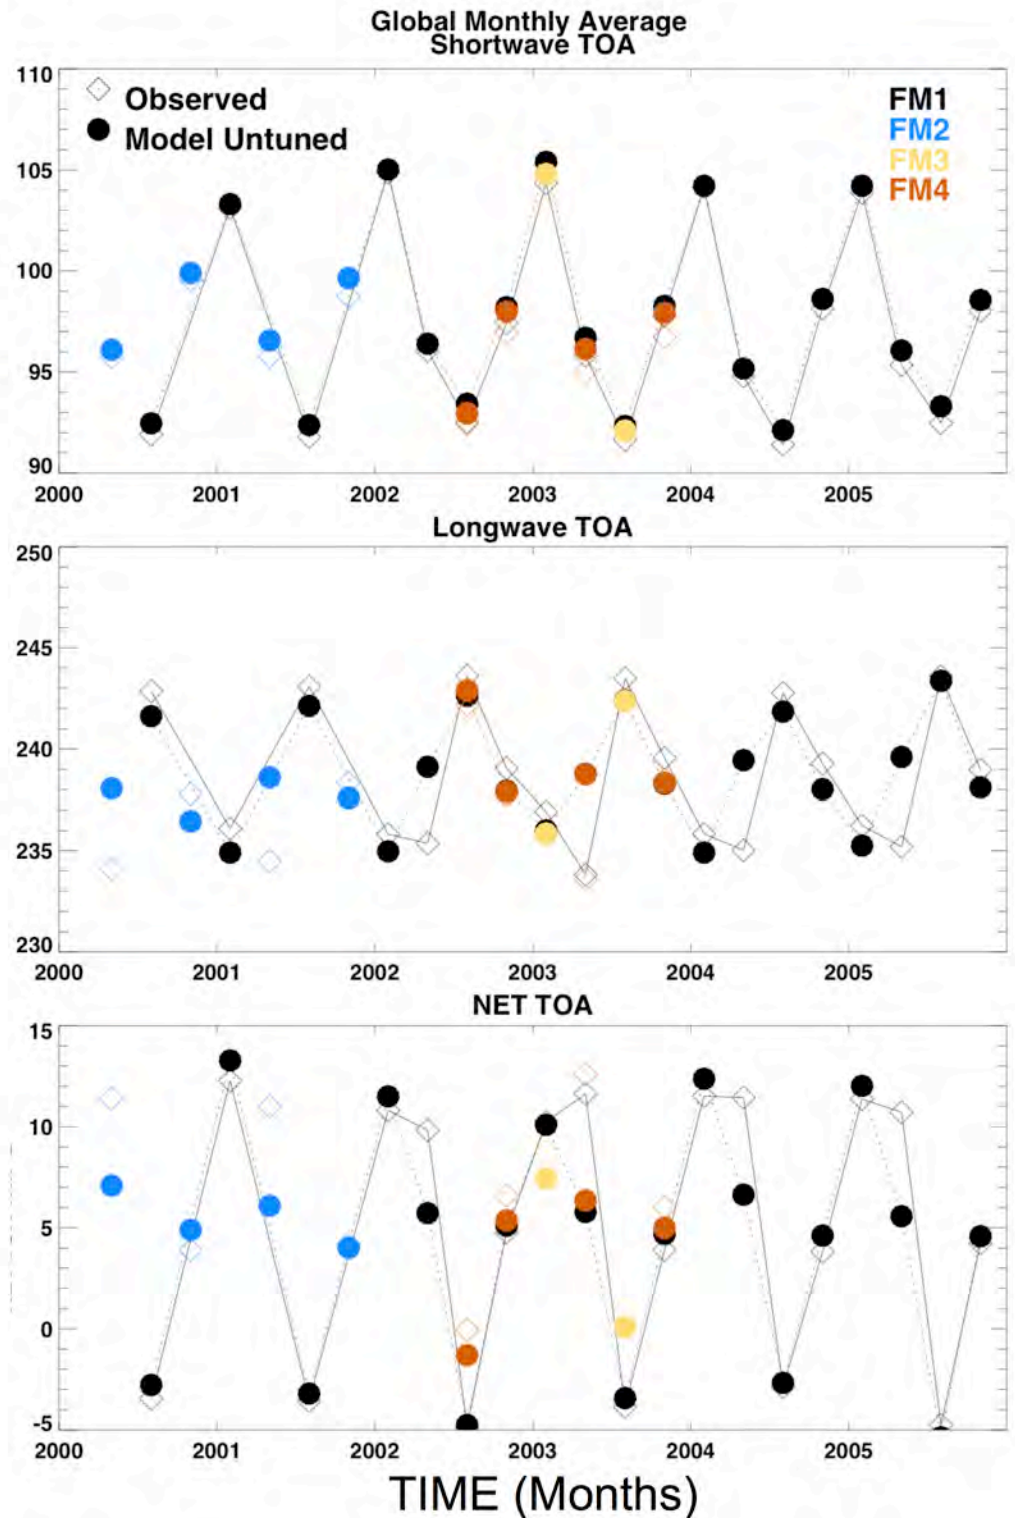 Global Monthly Average
Shortwave TOA
110
105
100
95
90
Observed
Model Untuned
FM1
FM2
FM3
FM4
2000 2001 2002 2003 2004 2005
Longwave TOA
250
245
240
235
230
2000 2001 2002 2003 2004 2005
NET TOA
15
10
5
0
-5
2000 2001 2002 2003 2004 2005
TIME (Months)